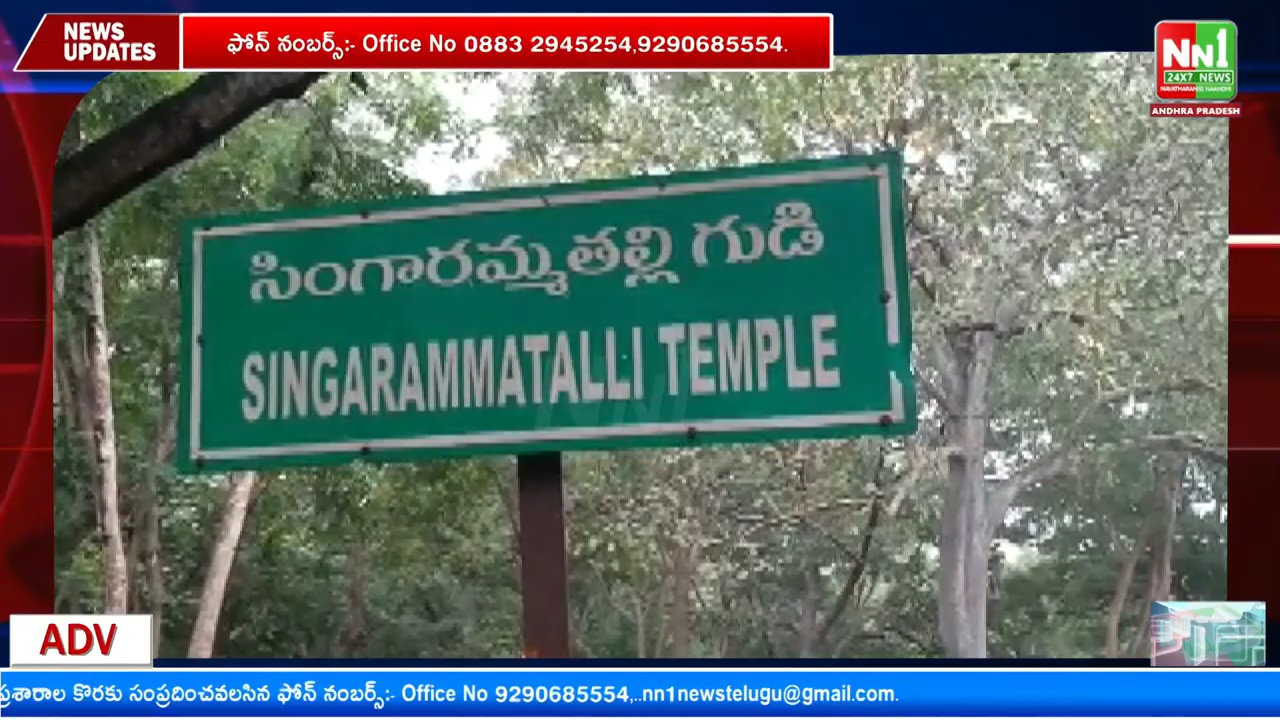 NEWS
UPDATES
ఫోన్ నంబర్స్:- Office No 0883 2945254,9290685554.
Nn1
24X7 NEWS
ANDHRA PRADESH
సింగారమ్మతల్లి గుడి
SINGARAMMATALLI TEMPLE
NN1
ADV
ప్రశారాల కొరకు సంప్రదించవలసిన ఫోన్ నంబర్స్:- Office No 9290685554,..nn1newstelugu@gmail.com.